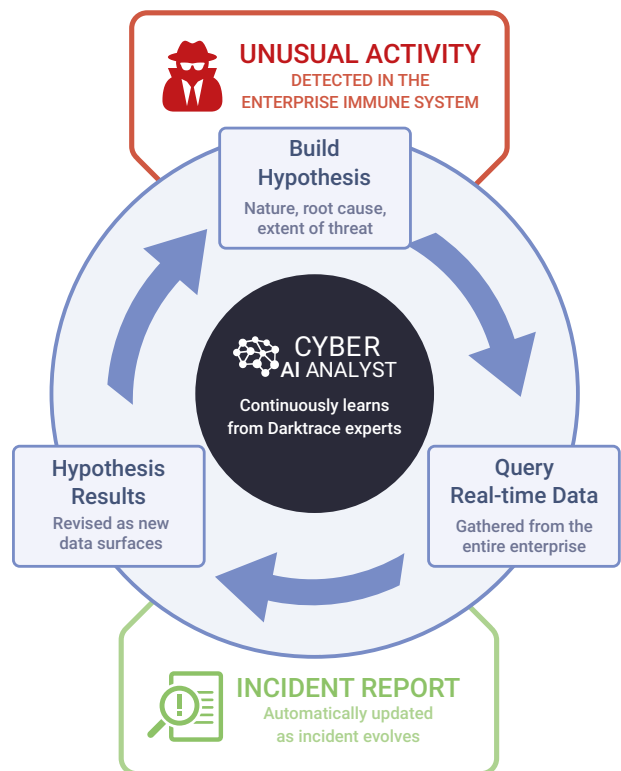 UNUSUAL ACTIVITY
DETECTED IN THE
ENTERPRISE IMMUNE SYSTEM
Build
Hypothesis
Nature, root cause,
extent of threat
CYBER
AI ANALYST
Continuously learns
from Darktrace experts
Query
Real-time Data
Gathered from the
entire enterprise
Hypothesis
Results
Revised as new
data surfaces
INCIDENT REPORT
Automatically updated
as incident evolves